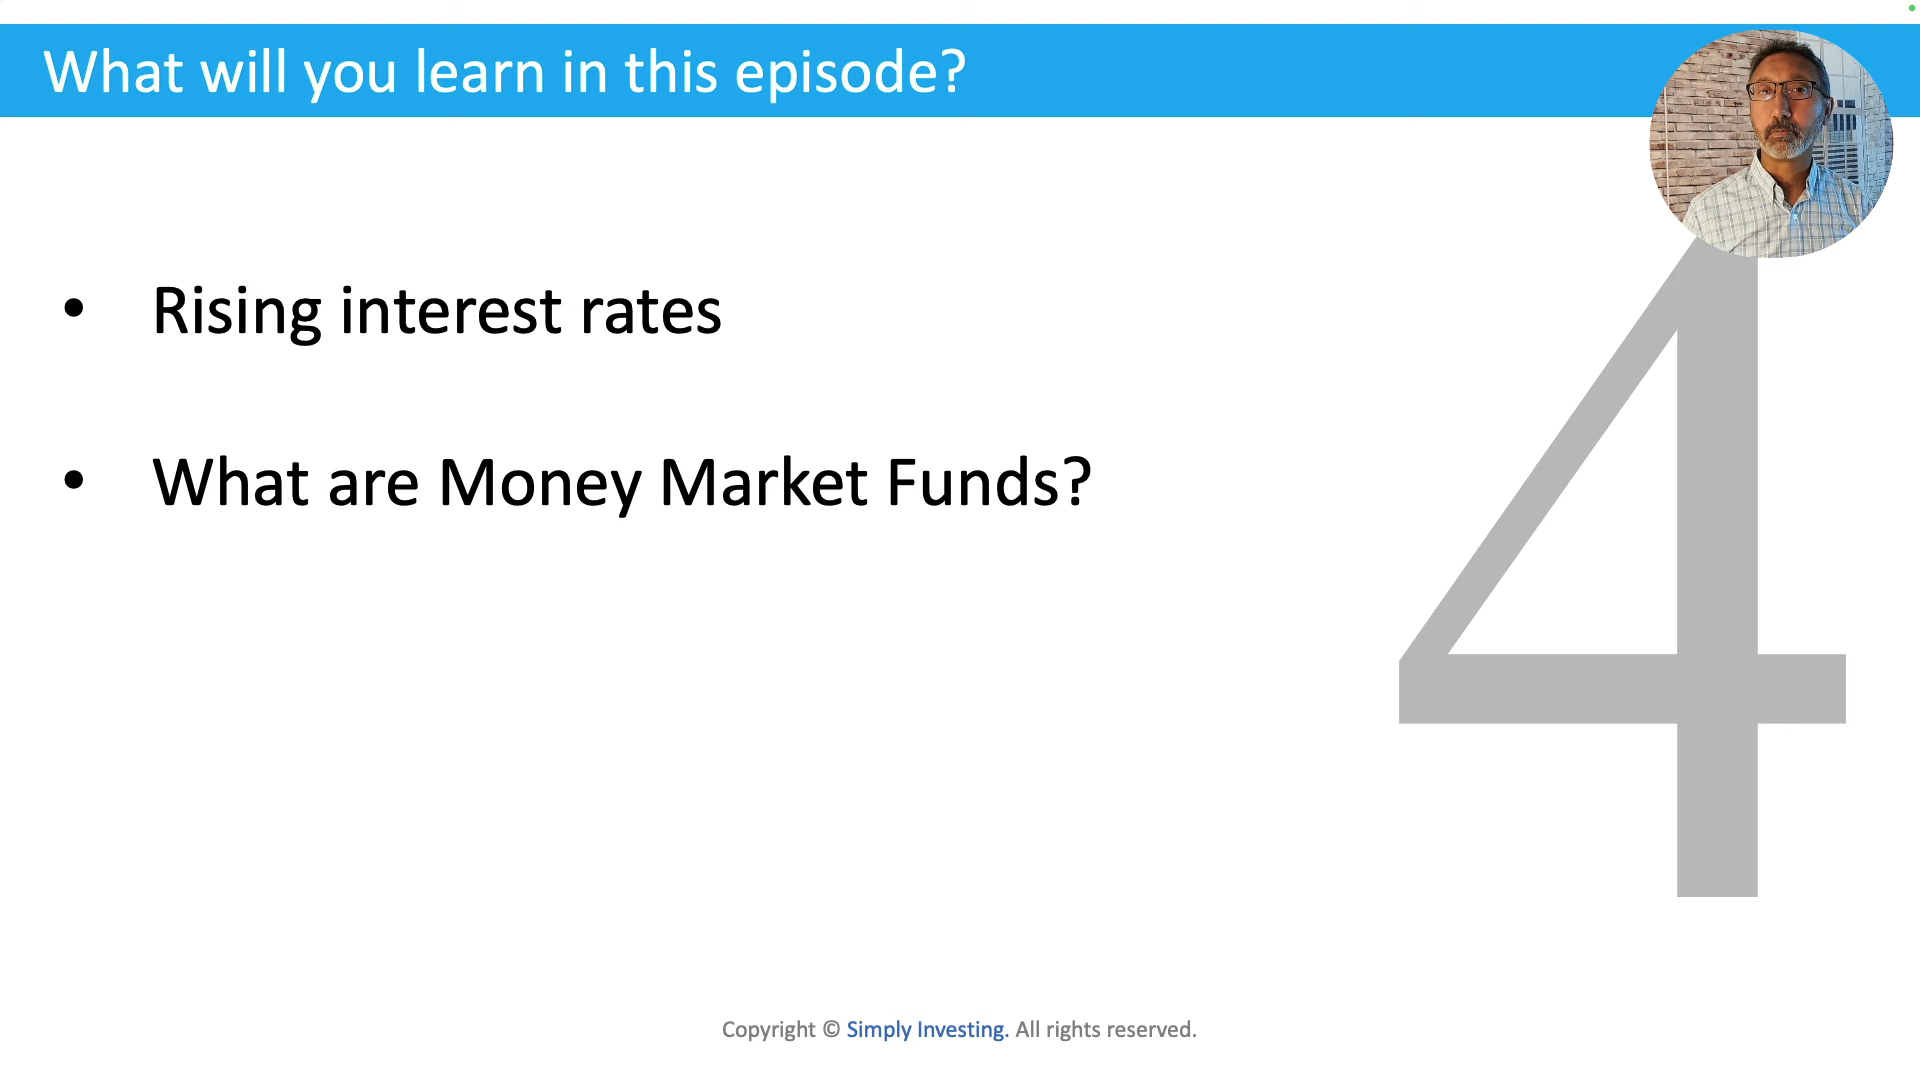 What will you learn in this episode?
• Rising interest rates
• What are Money Market Funds?
4
Copyright © Simply Investing. All rights reserved.